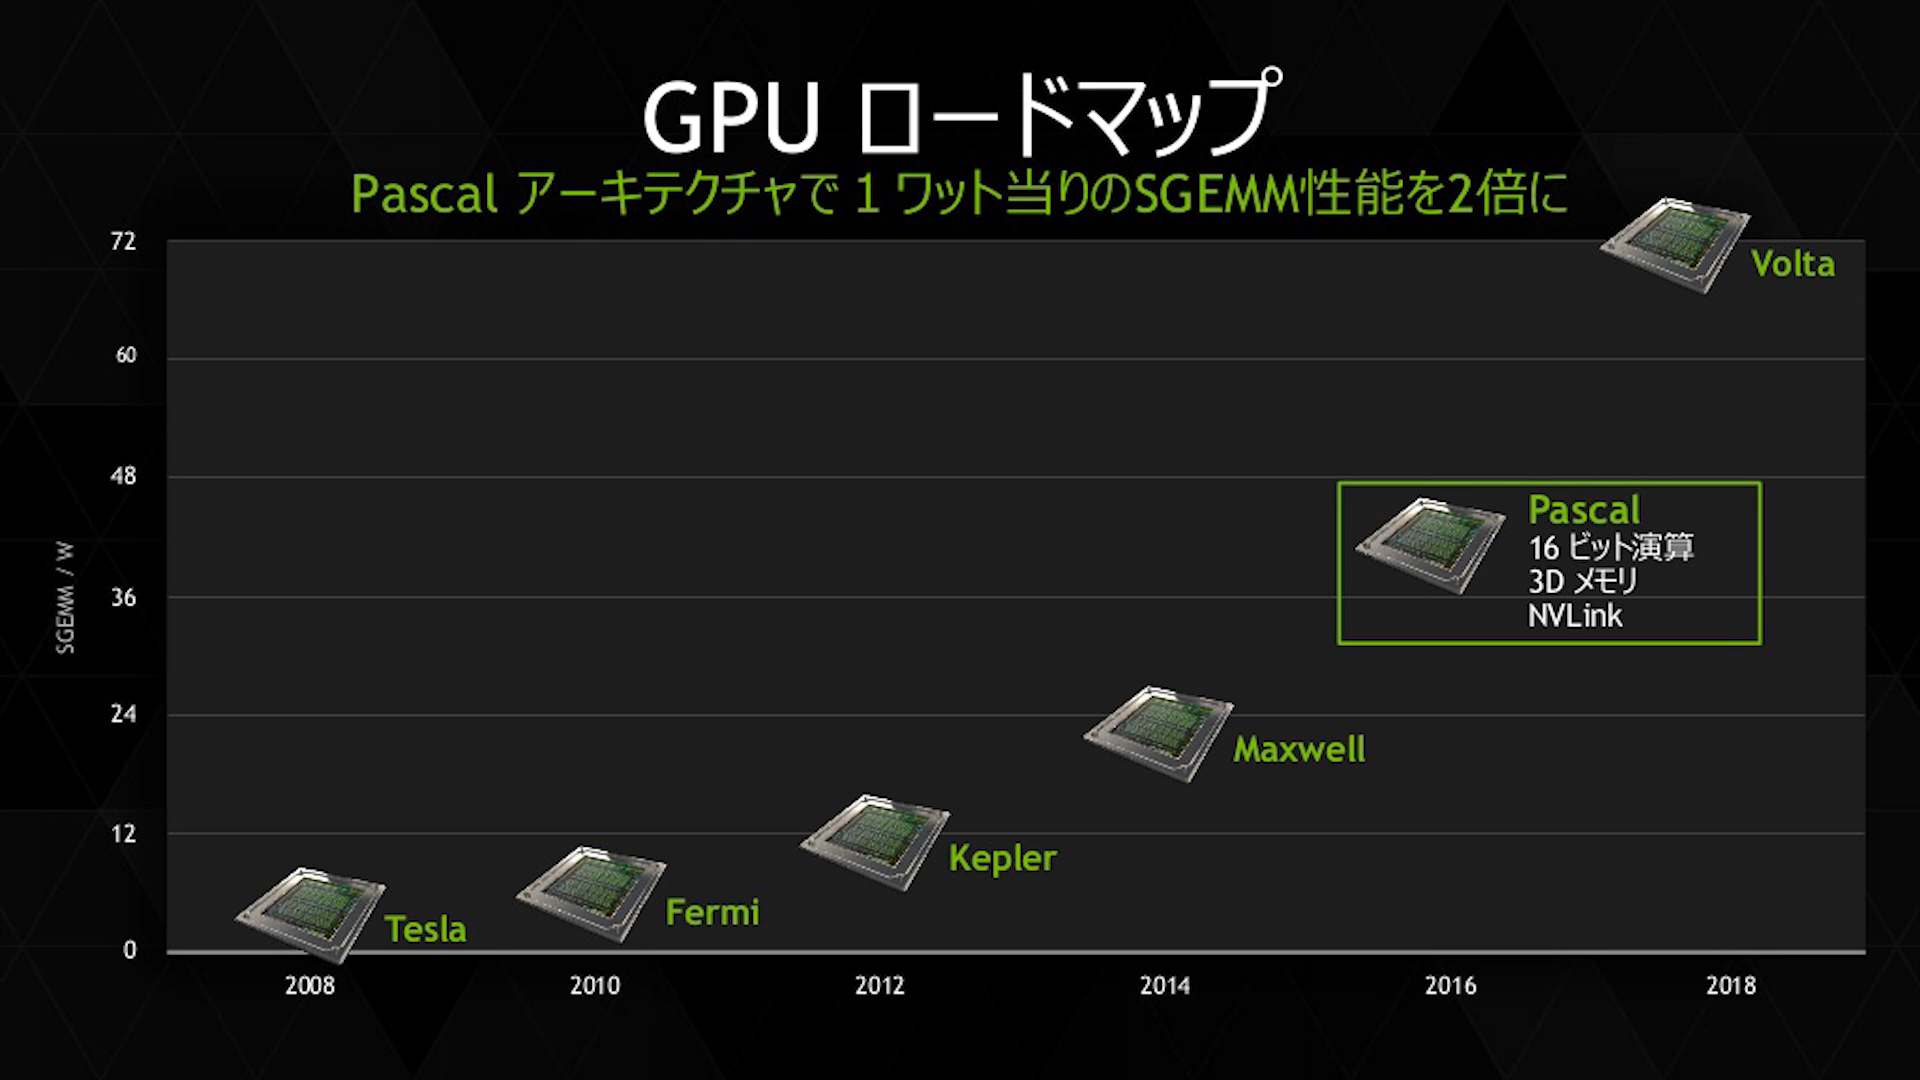 GPU ロードマップ
Pascal アーキテクチャで 1 ワット当りのSGEMM性能を2倍に
72
60
48
36
24
12
0
SGEMM / W
Volta
Pascal
16 ビット演算
3D メモリ
NVLink
Maxwell
Kepler
Fermi
Tesla
2008
2010
2012
2014
2016
2018